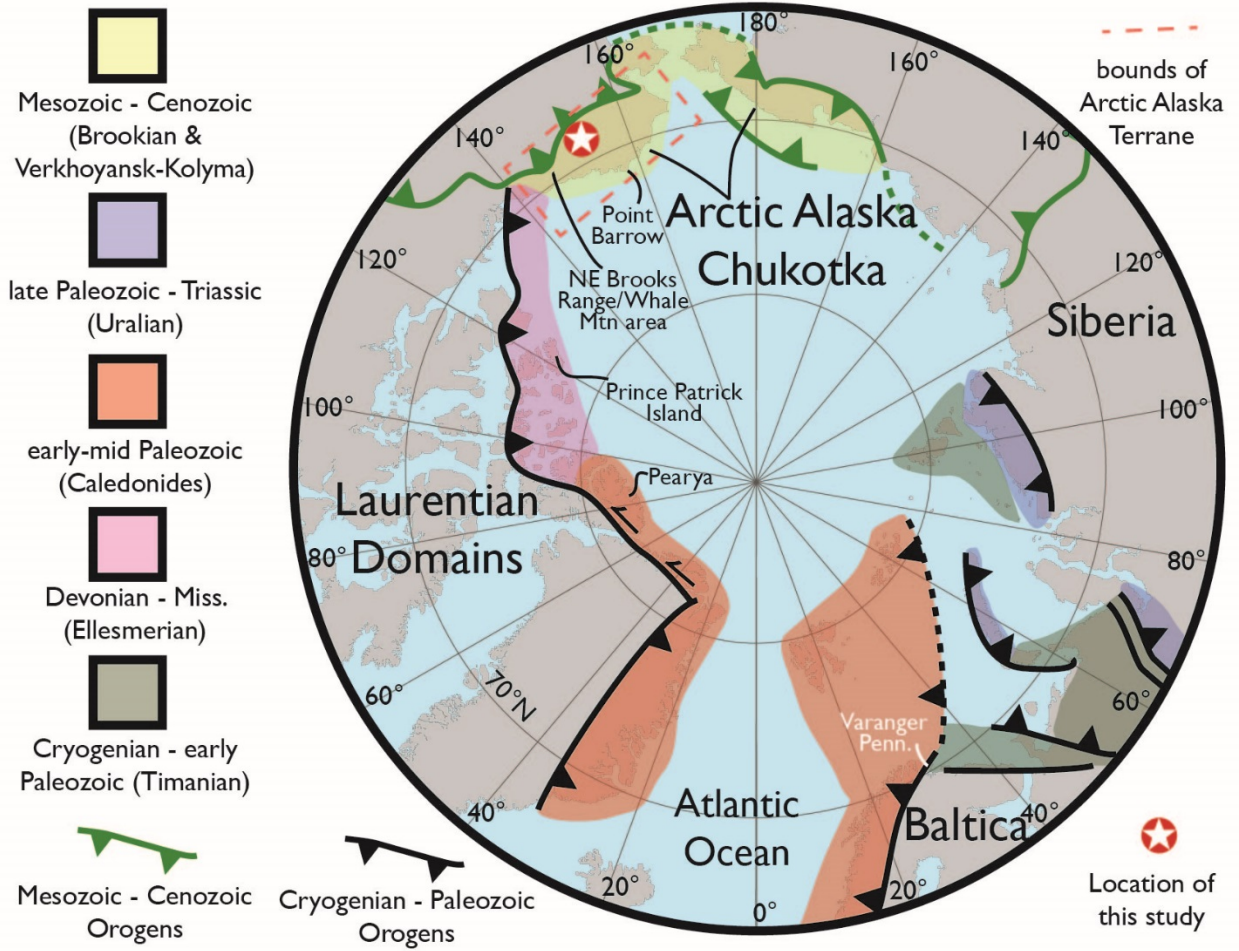 Mesozoic - Cenozoic
(Brookian &
Verkhoyansk-Kolyma)
late Paleozoic - Triassic
(Uralian)
early-mid Paleozoic
(Caledonides)
Devonian - Miss.
(Ellesmerian)
Cryogenian - early
Paleozoic (Timanian)
Mesozoic - Cenozoic
Orogens
Cryogenian - Paleozoic
Orogens
180°
160°
160°
140°
140°
120°
120°
100°
100°
80°
80°
60°
60°
70°N
40°
40°
20°
20°
0°
Point
Barrow
Arctic Alaska
Chukotka
NE Brooks
Range/Whale
Mtn area
Prince Patrick
Island
Pearya
Laurentian
Domains
Siberia
Varanger
Penn.
Atlantic
Ocean
Baltica
bounds of
Arctic Alaska
Terrane
Location of
this study